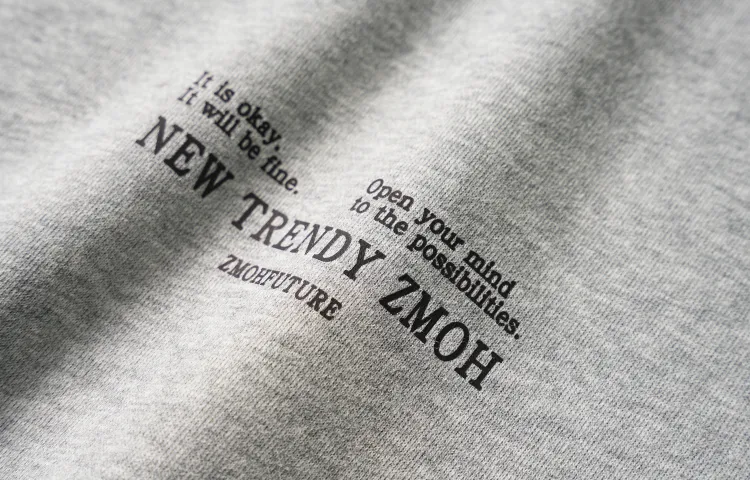 It is okay.
It will be fine.
Open your mind
to the possibilities.
NEW TRENDY ZMOH
ZMOHFUTURE